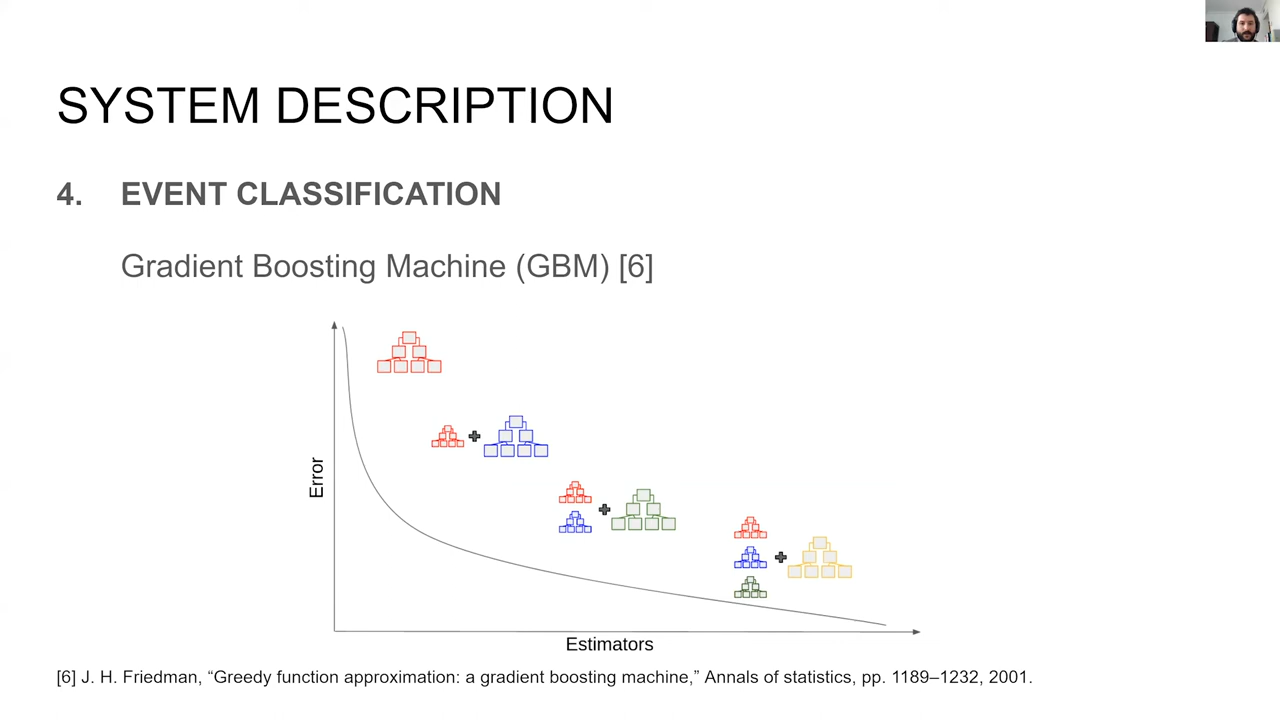 SYSTEM DESCRIPTION
4. EVENT CLASSIFICATION
Gradient Boosting Machine (GBM) [6]
Error
Estimators
[6] J. H. Friedman, “Greedy function approximation: a gradient boosting machine,” Annals of statistics, pp. 1189–1232, 2001.